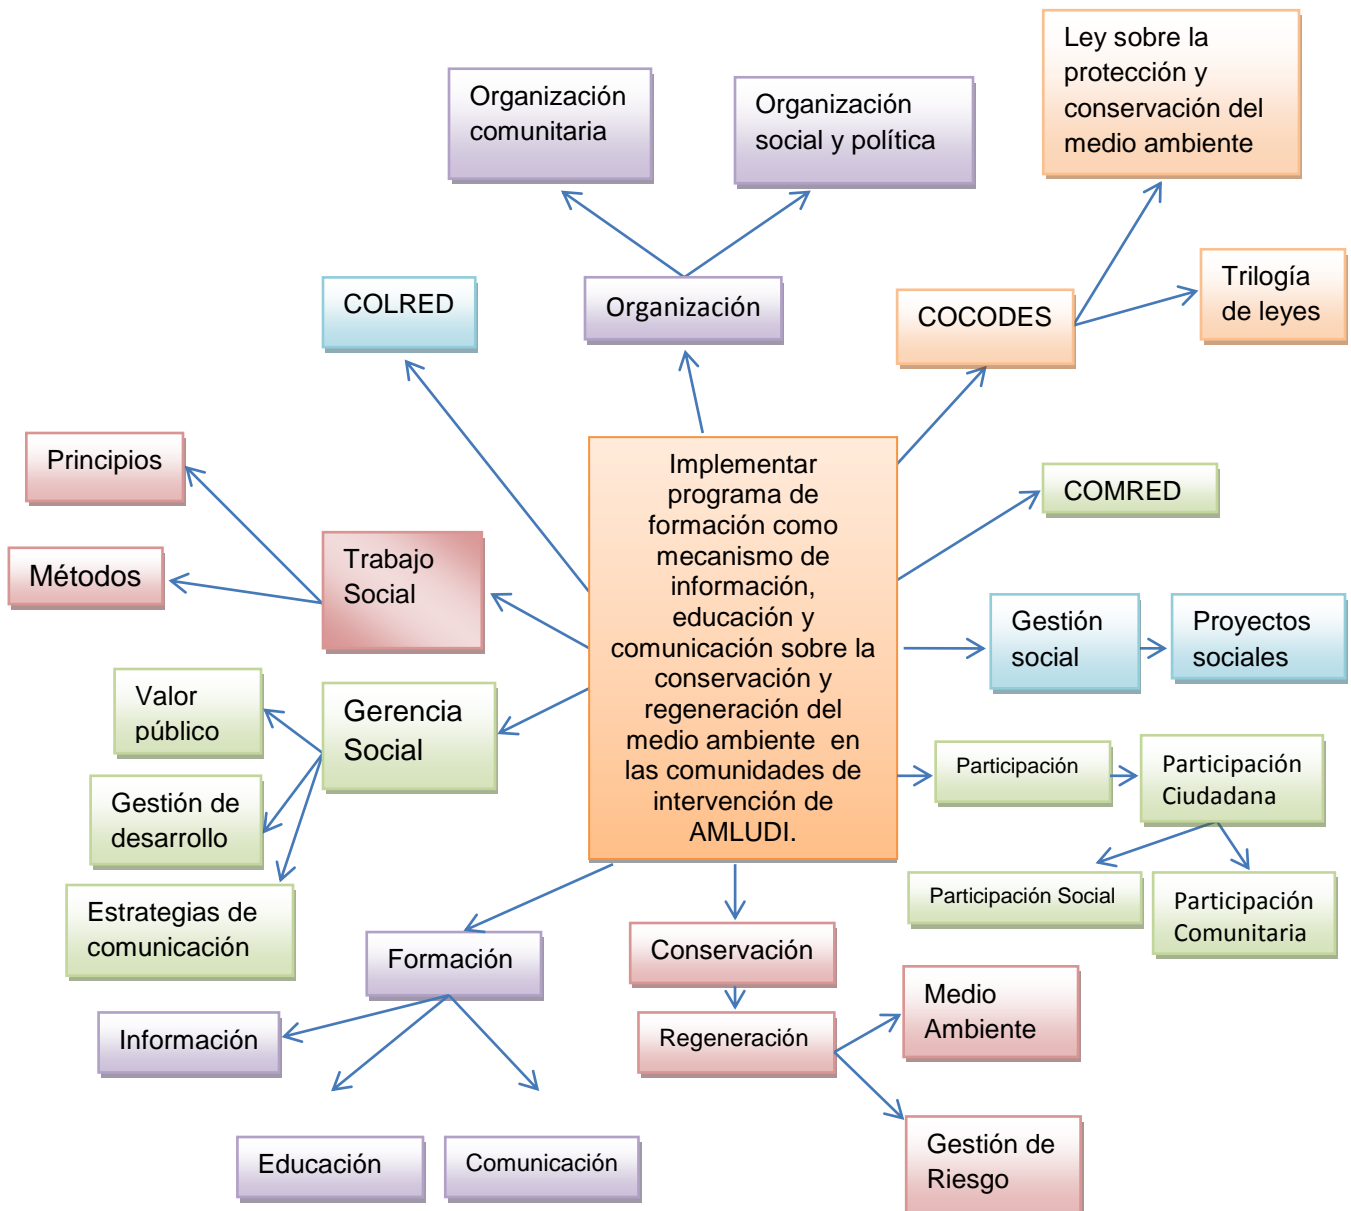 Ley sobre la
protección y
conservación del
medio ambiente
Organización
comunitaria
Organización
social y política
Trilogía
de leyes
COLRED
Organización
COCODES
Principios
Implementar
programa de
formación como
mecanismo de
información,
educación y
comunicación sobre la
conservación y
regeneración del
medio ambiente en
las comunidades de
intervención de
AMLUDI.
COMRED
Métodos
Trabajo
Social
Gestión
social
Proyectos
sociales
Valor
público
Gerencia
Social
Participación
Participación
Ciudadana
Gestión de
desarrollo
Participación Social
Participación
Comunitaria
Estrategias de
comunicación
Formación
Conservación
Medio
Ambiente
Información
Regeneración
Educación
Comunicación
Gestión de
Riesgo